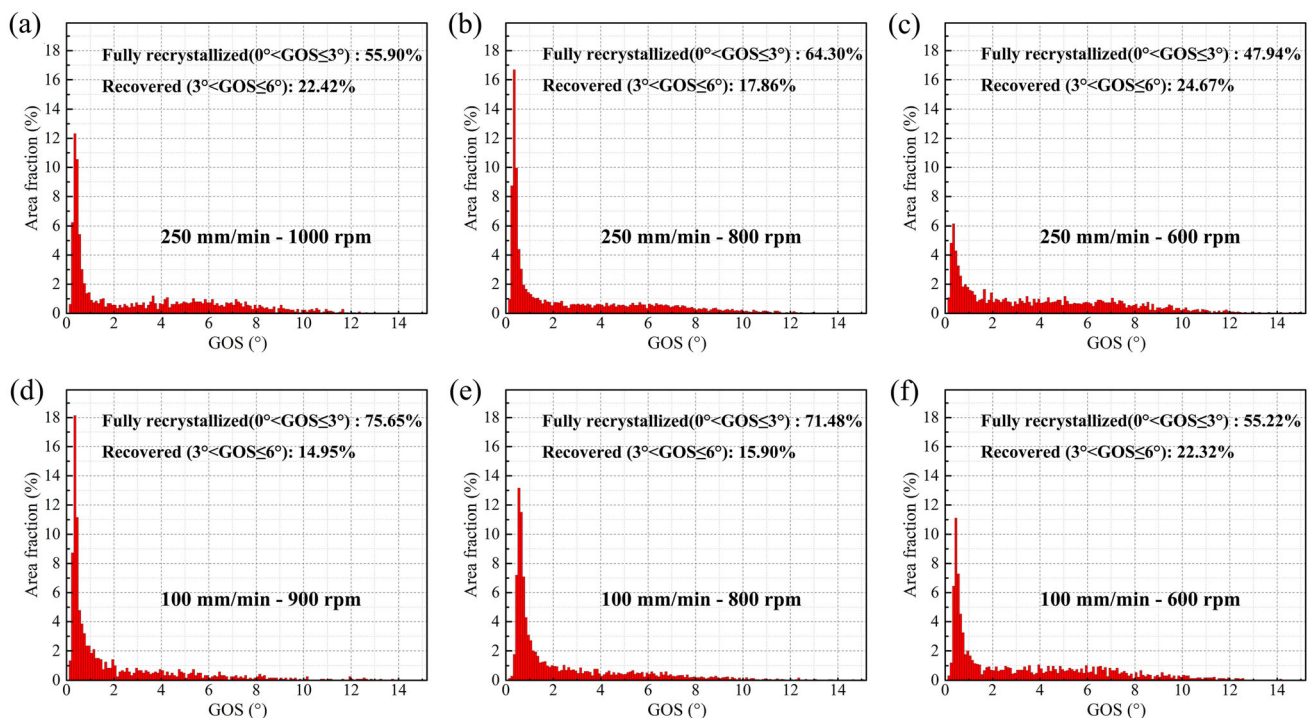 (a)
Fully recrystallized(0°<GOS≤3°) : 55.90%
Recovered (3°<GOS≤6°): 22.42%
250 mm/min - 1000 rpm
Area fraction (%)
18
16
14
12
10
8
6
4
2
0
0 2 4 6 8 10 12 14
GOS (°)
(b)
Fully recrystallized(0°<GOS≤3°) : 64.30%
Recovered (3°<GOS≤6°): 17.86%
250 mm/min - 800 rpm
Area fraction (%)
18
16
14
12
10
8
6
4
2
0
0 2 4 6 8 10 12 14
GOS (°)
(c)
Fully recrystallized(0°<GOS≤3°) : 47.94%
Recovered (3°<GOS≤6°): 24.67%
250 mm/min - 600 rpm
Area fraction (%)
18
16
14
12
10
8
6
4
2
0
0 2 4 6 8 10 12 14
GOS (°)
(d)
Fully recrystallized(0°<GOS≤3°) : 75.65%
Recovered (3°<GOS≤6°): 14.95%
100 mm/min - 900 rpm
Area fraction (%)
18
16
14
12
10
8
6
4
2
0
0 2 4 6 8 10 12 14
GOS (°)
(e)
Fully recrystallized(0°<GOS≤3°) : 71.48%
Recovered (3°<GOS≤6°): 15.90%
100 mm/min - 800 rpm
Area fraction (%)
18
16
14
12
10
8
6
4
2
0
0 2 4 6 8 10 12 14
GOS (°)
(f)
Fully recrystallized(0°<GOS≤3°) : 55.22%
Recovered (3°<GOS≤6°): 22.32%
100 mm/min - 600 rpm
Area fraction (%)
18
16
14
12
10
8
6
4
2
0
0 2 4 6 8 10 12 14
GOS (°)